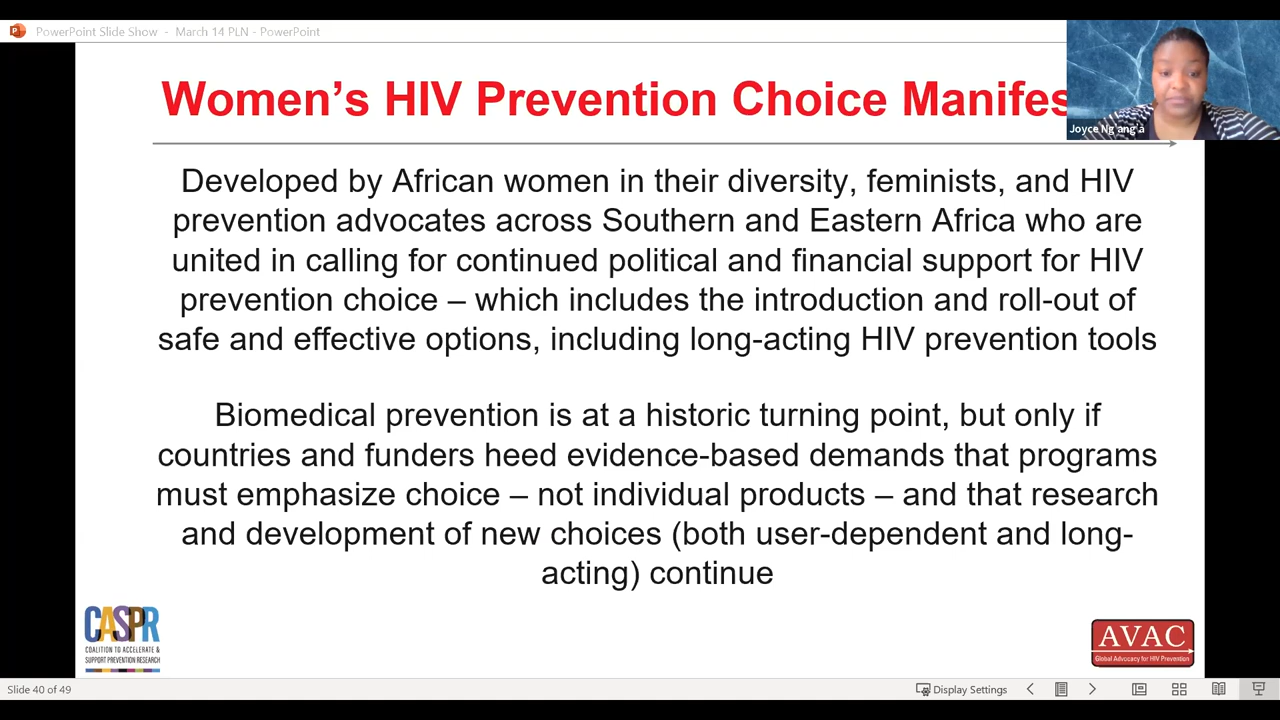 PowerPoint Slide Show - March 14 PLN - PowerPoint
Women's HIV Prevention Choice Manifes
Joyce Ng ang a
Developed by African women in their diversity, feminists, and HIV
prevention advocates across Southern and Eastern Africa who are
united in calling for continued political and financial support for HIV
prevention choice – which includes the introduction and roll-out of
safe and effective options, including long-acting HIV prevention tools
Biomedical prevention is at a historic turning point, but only if
countries and funders heed evidence-based demands that programs
must emphasize choice – not individual products – and that research
and development of new choices (both user-dependent and long-
acting) continue
CASPR
COALITION TO ACCELERATE &
SUPPORT PREVENTION RESEARCH
AVAC
Global Advocacy for HIV Prevention
Slide 40 of 49
Display Settings